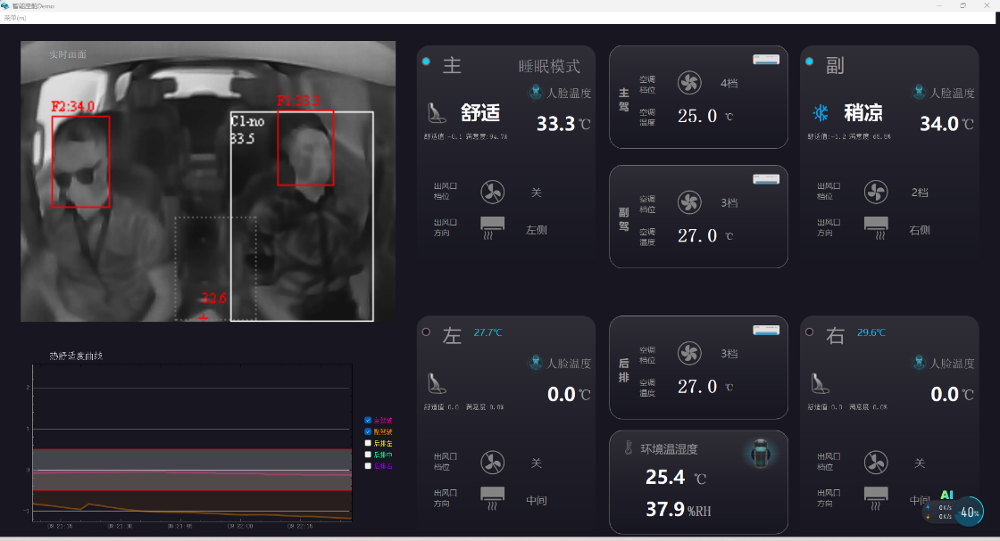 智能座舱Demo
菜单(m)
实时画面
F2:34.0
F1:33.3
C1-no
33.5
32.6
热舒适度曲线
2
1
0
-1
09:21:16
09:21:30
09:21:46
09:22:00
09:22:16
主驾驶
副驾驶
后排左
后排中
后排右
主
睡眠模式
人脸温度
舒适
33.3℃
舒适值:-0.1 满意度:94.7%
出风口档位
关
出风口方向
左侧
主驾
空调档位
4档
空调温度
25.0 ℃
副
人脸温度
稍凉
34.0℃
舒适值:-1.2 满意度:65.5%
出风口档位
2档
出风口方向
右侧
副驾
空调档位
3档
空调温度
27.0 ℃
左
27.7℃
人脸温度
0.0℃
舒适值:0.0 满意度:0.0%
出风口档位
关
出风口方向
中间
后排
空调档位
3档
空调温度
27.0 ℃
环境温湿度
25.4 ℃
37.9 %RH
右
29.6℃
人脸温度
0.0℃
舒适值:0.0 满意度:0.0%
出风口档位
关
出风口方向
中间
AI
0K/s
0K/s
40%